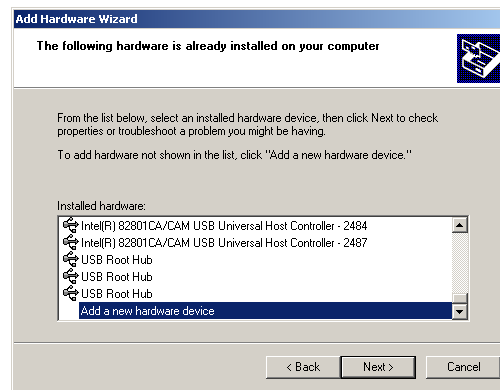 Add Hardware Wizard
The following hardware is already installed on your computer
From the list below, select an installed hardware device, then click Next to check
properties or troubleshoot a problem you might be having.
To add hardware not shown in the list, click "Add a new hardware device."
Installed hardware:
Intel(R) 82801CA/CAM USB Universal Host Controller - 2484
Intel(R) 82801CA/CAM USB Universal Host Controller - 2487
USB Root Hub
USB Root Hub
USB Root Hub
Add a new hardware device
< Back
Next >
Cancel